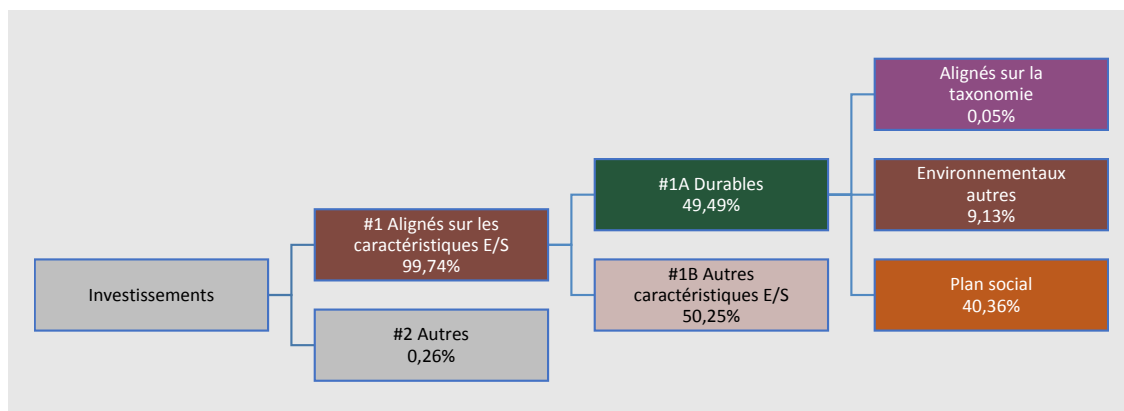 Investissements
#1 Alignés sur les
caractéristiques E/S
99,74%
#2 Autres
0,26%
#1A Durables
49,49%
#1B Autres
caractéristiques E/S
50,25%
Alignés sur la
taxonomie
0,05%
Environnementaux
autres
9,13%
Plan social
40,36%